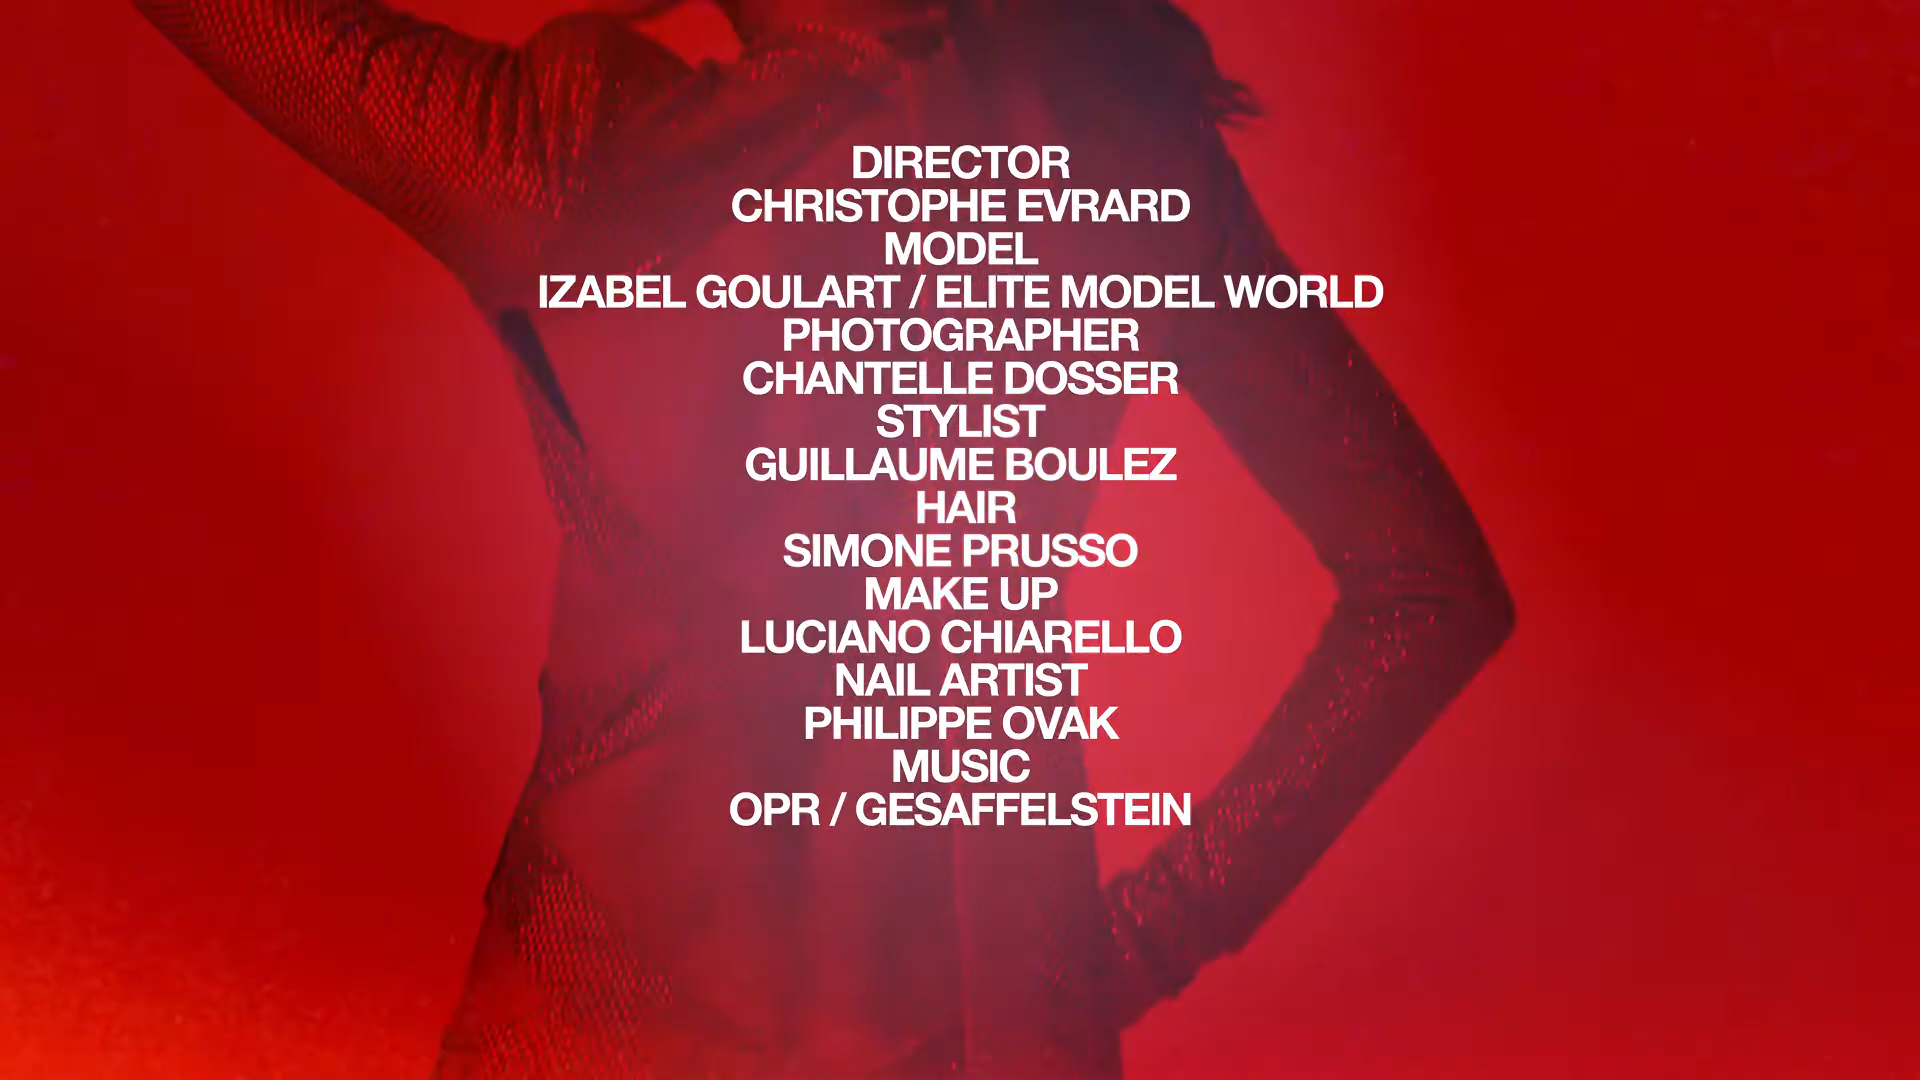 DIRECTOR
CHRISTOPHE EVRARD
MODEL
IZABEL GOULART / ELITE MODEL WORLD
PHOTOGRAPHER
CHANTELLE DOSSER
STYLIST
GUILLAUME BOULEZ
HAIR
SIMONE PRUSSO
MAKE UP
LUCIANO CHIARELLO
NAIL ARTIST
PHILIPPE OVAK
MUSIC
OPR / GESAFFELSTEIN